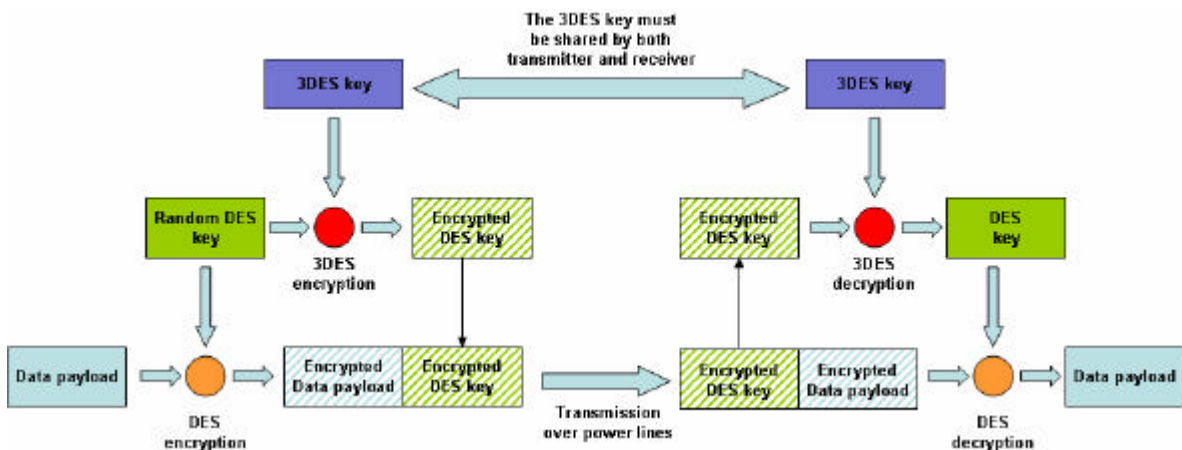 The 3DES key must
be shared by both
transmitter and receiver
3DES key
3DES key
Random DES
key
Encrypted
DES key
Encrypted
DES key
DES
key
3DES
encryption
3DES
decryption
Data payload
Encrypted
Data payload
Encrypted
DES key
Encrypted
DES key
Encrypted
Data payload
Data payload
DES
encryption
Transmission
over power lines
DES
decryption